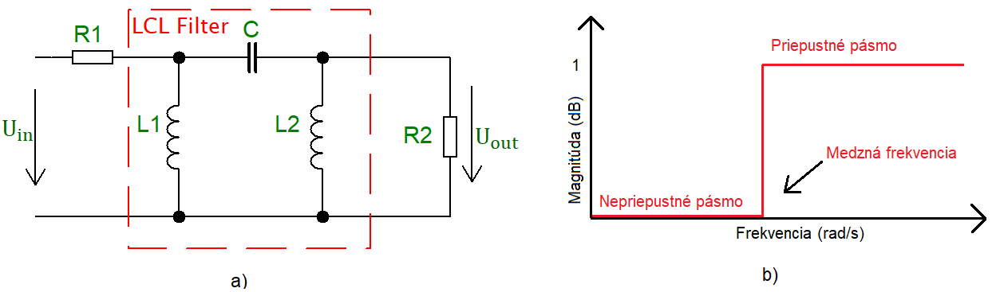 LCL Filter
R1
C
L1
L2
R2
Uin
Uout
a)
Priepustné pásmo
1
Magnitúda (dB)
Medzná frekvencia
Nepriepustné pásmo
Frekvencia (rad/s)
b)